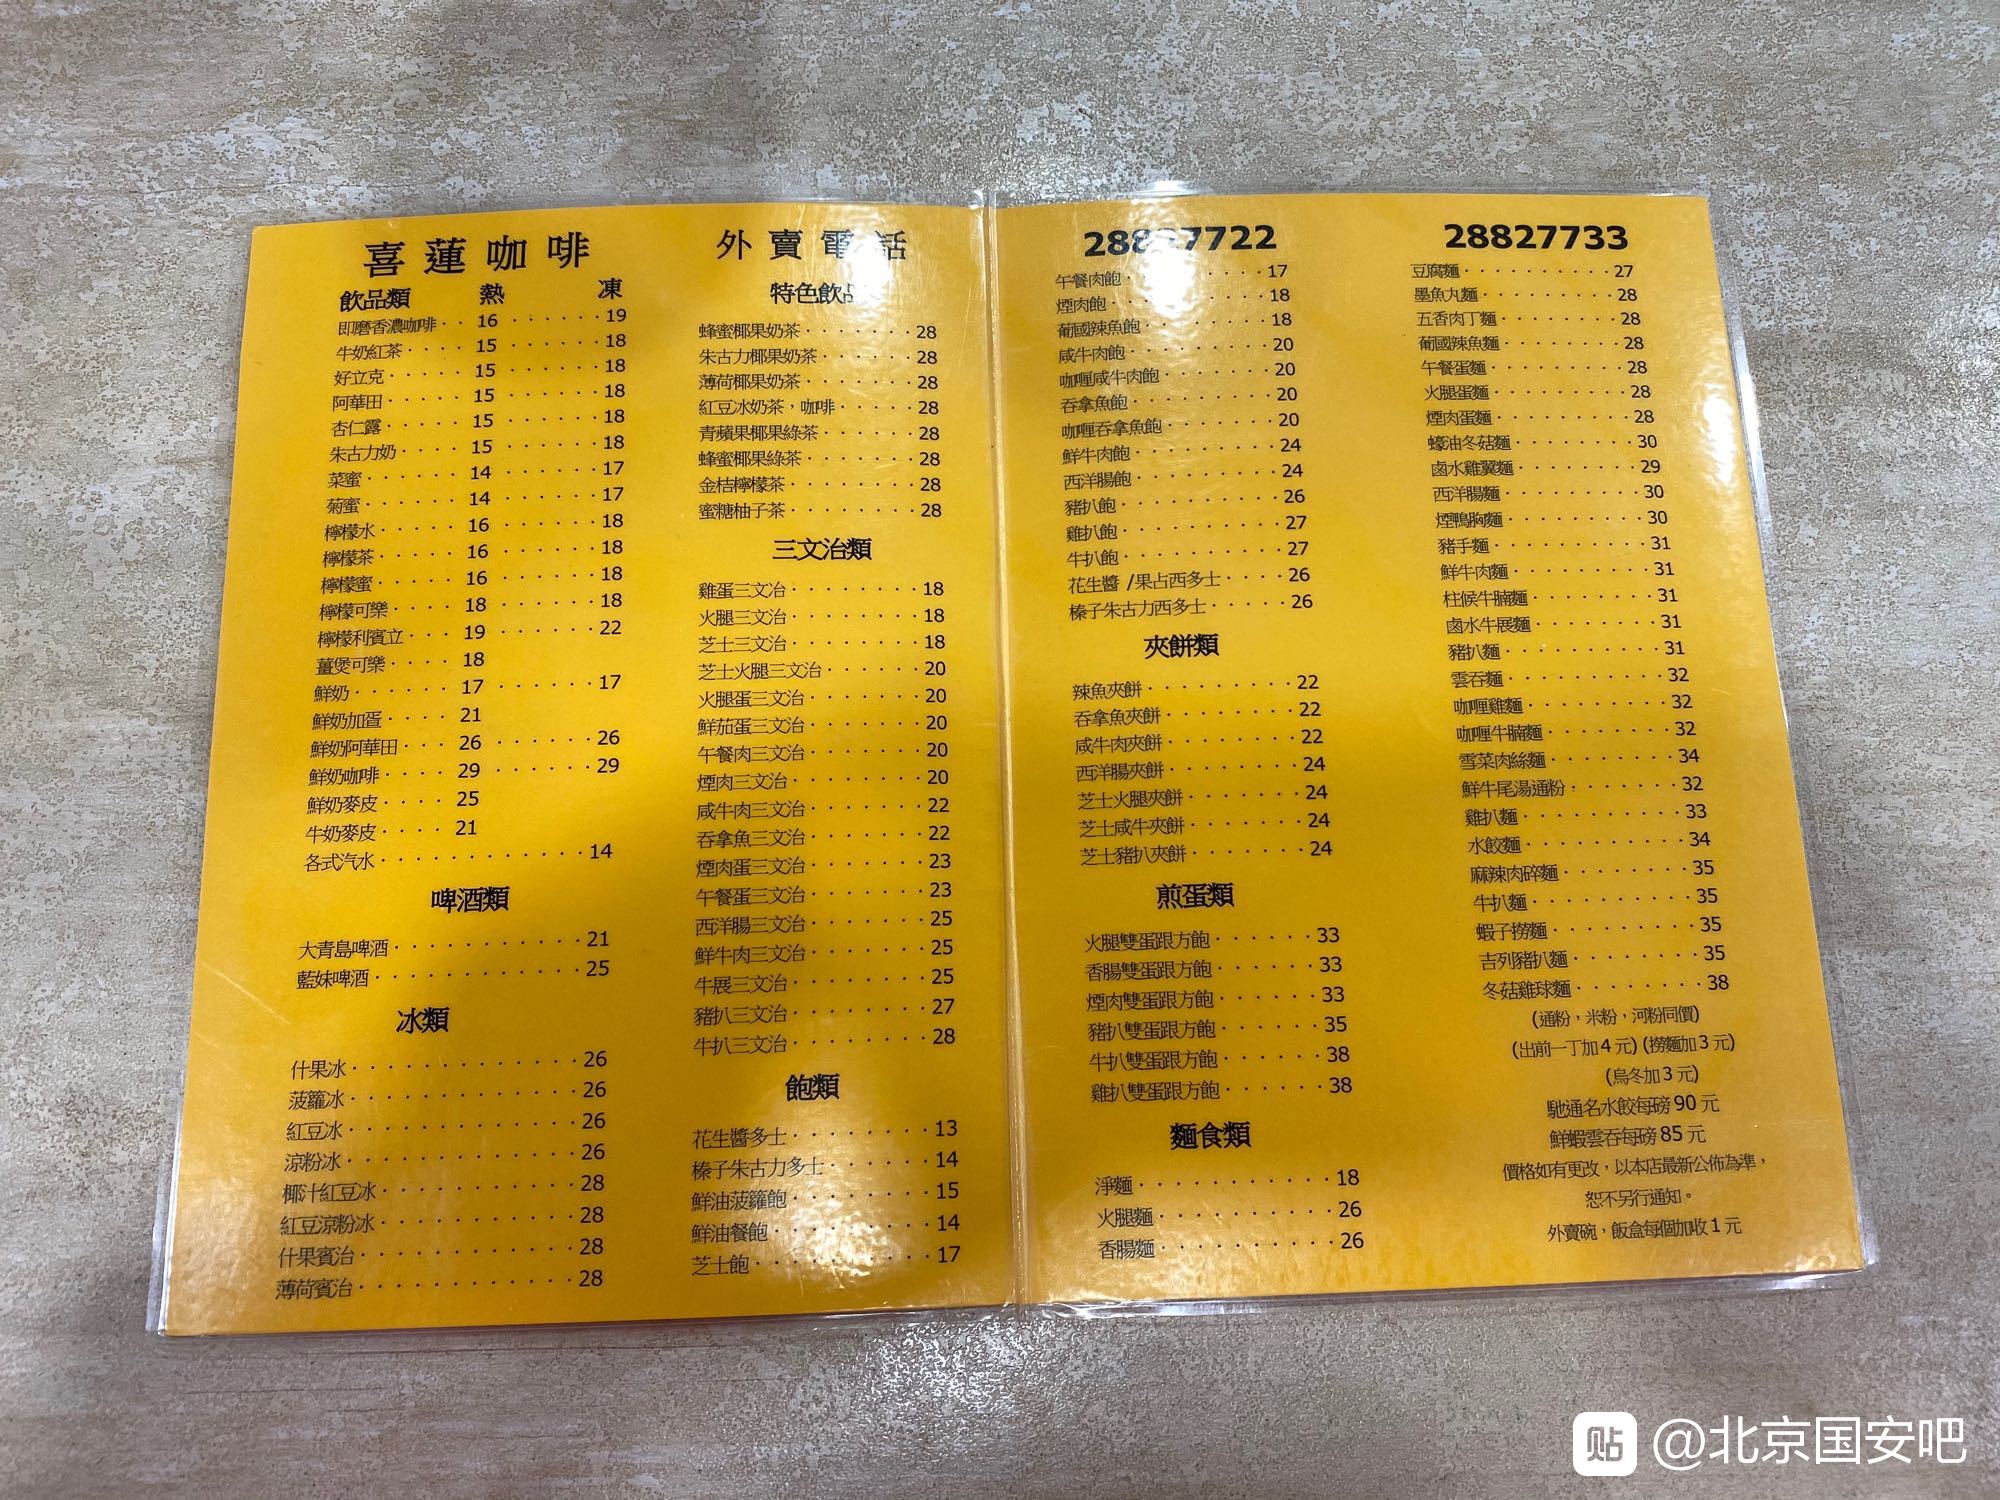 喜蓮咖啡
飲品類 熱 凍
即磨香濃咖啡 16 19
牛奶紅茶 15 18
好立克 15 18
阿華田 15 18
杏仁露 15 18
朱古力奶 15 18
菜蜜 14 17
菊蜜 14 17
檸檬水 16 18
檸檬茶 16 18
檸檬蜜 16 18
檸檬可樂 18 18
檸檬利賓立 19 22
薑煲可樂 18
鮮奶 17 17
鮮奶加蛋 21
鮮奶阿華田 26 26
鮮奶咖啡 29 29
鮮奶麥皮 25
牛奶麥皮 21
各式汽水 14
啤酒類
大青島啤酒 21
藍妹啤酒 25
冰類
什果冰 26
菠籮冰 26
紅豆冰 26
涼粉冰 26
椰汁紅豆冰 28
紅豆涼粉冰 28
什果賓治 28
薄荷賓治 28
外賣電話
特色飲品
蜂蜜椰果奶茶 28
朱古力椰果奶茶 28
薄荷椰果奶茶 28
紅豆冰奶茶，咖啡 28
青蘋果椰果綠茶 28
蜂蜜椰果綠茶 28
金桔檸檬茶 28
蜜糖柚子茶 28
三文治類
雞蛋三文治 18
火腿三文治 18
芝士三文治 18
芝士火腿三文治 20
火腿蛋三文治 20
鮮茄蛋三文治 20
午餐肉三文治 20
煙肉三文治 20
咸牛肉三文治 22
吞拿魚三文治 22
煙肉蛋三文治 23
午餐蛋三文治 23
西洋腸三文治 25
鮮牛肉三文治 25
牛展三文治 25
豬扒三文治 27
牛扒三文治 28
飽類
花生醬多士 13
榛子朱古力多士 14
鮮油菠籮飽 15
鮮油餐飽 14
芝士飽 17
28827722
午餐肉飽 17
煙肉飽 18
葡國辣魚飽 18
咸牛肉飽 20
咖喱咸牛肉飽 20
吞拿魚飽 20
咖喱吞拿魚飽 20
鮮牛肉飽 24
西洋腸飽 24
豬扒飽 26
雞扒飽 27
牛扒飽 27
花生醬 /果占西多士 26
榛子朱古力西多士 26
夾餅類
辣魚夾餅 22
吞拿魚夾餅 22
咸牛肉夾餅 22
西洋腸夾餅 24
芝士火腿夾餅 24
芝士咸牛夾餅 24
芝士豬扒夾餅 24
煎蛋類
火腿雙蛋跟方飽 33
香腸雙蛋跟方飽 33
煙肉雙蛋跟方飽 33
豬扒雙蛋跟方飽 35
牛扒雙蛋跟方飽 38
雞扒雙蛋跟方飽 38
麵食類
淨麵 18
火腿麵 26
香腸麵 26
28827733
豆腐麵 27
墨魚丸麵 28
五香肉丁麵 28
葡國辣魚麵 28
午餐蛋麵 28
火腿蛋麵 28
煙肉蛋麵 28
蠔油冬菇麵 30
鹵水雞翼麵 29
西洋腸麵 30
煙鴨胸麵 30
豬手麵 31
鮮牛肉麵 31
柱候牛腩麵 31
鹵水牛展麵 31
豬扒麵 31
雲吞麵 32
咖喱雞麵 32
咖喱牛腩麵 32
雪菜肉絲麵 34
鮮牛尾湯通粉 32
雞扒麵 33
水餃麵 34
麻辣肉碎麵 35
牛扒麵 35
蝦子撈麵 35
吉列豬扒麵 35
冬菇雞球麵 38
(通粉，米粉，河粉同價)
(出前一丁加 4 元) (撈麵加 3 元)
(烏冬加 3 元)
馳通名水餃每磅 90 元
鮮蝦雲吞每磅 85 元
價格如有更改，以本店最新公佈為準，
恕不另行通知。
外賣碗，飯盒每個加收 1 元
贴 @北京国安吧